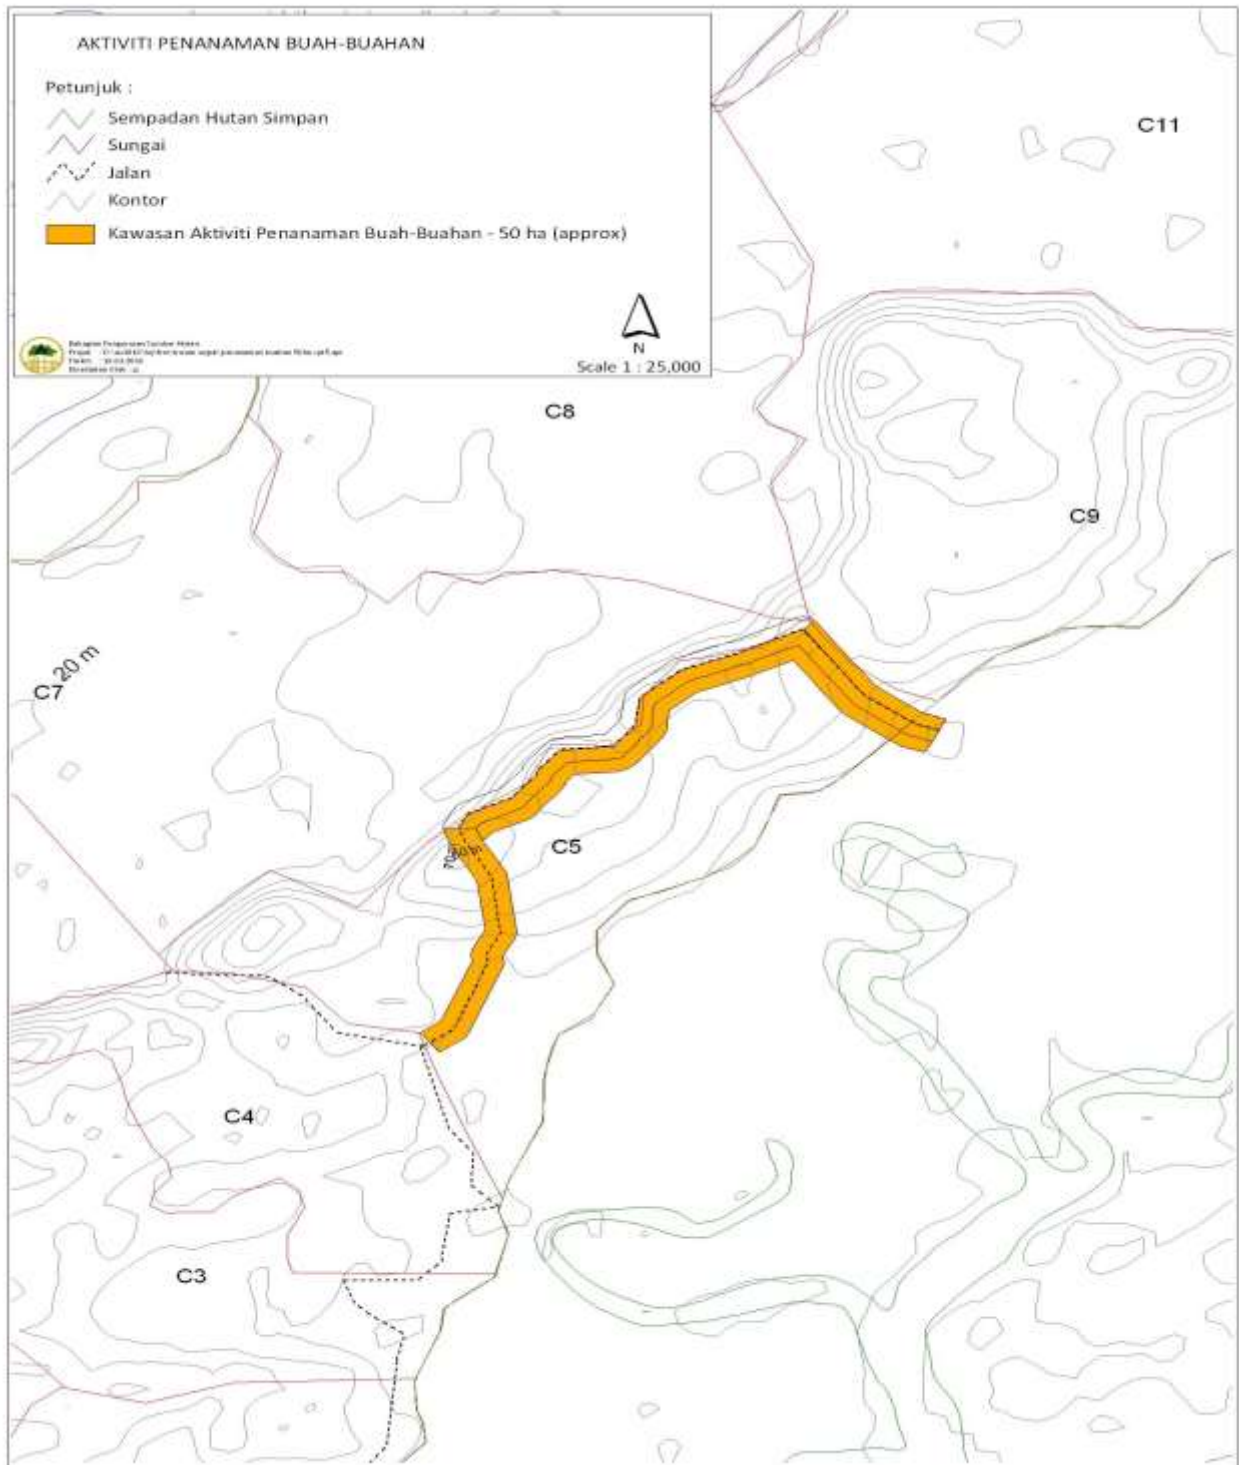 AKTIVITI PENANAMAN BUAH-BUAHAN
Petunjuk :
Sempadan Hutan Simpan
Sungai
Jalan
Kontor
Kawasan Aktiviti Penanaman Buah-Buahan - 50 ha (approx)
N
Scale 1 : 25,000
C11
C8
C9
20 m
C7
C5
C4
C3